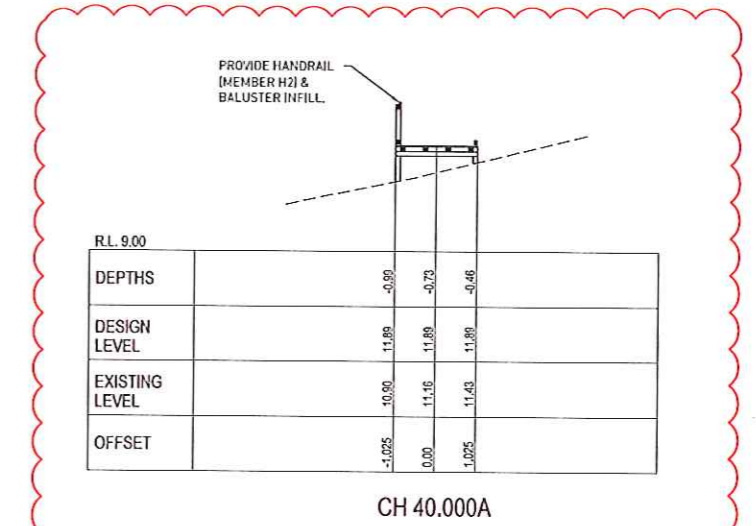 PROVIDE HANDRAIL
(MEMBER H2) &
BALUSTER INFILL.
R.L. 9.00
DEPTHS -0.99 -0.73 -0.46
DESIGN
LEVEL 11.89 11.89 11.89
EXISTING
LEVEL 10.90 11.16 11.43
OFFSET -1.025 0.00 1.025
CH 40.000A